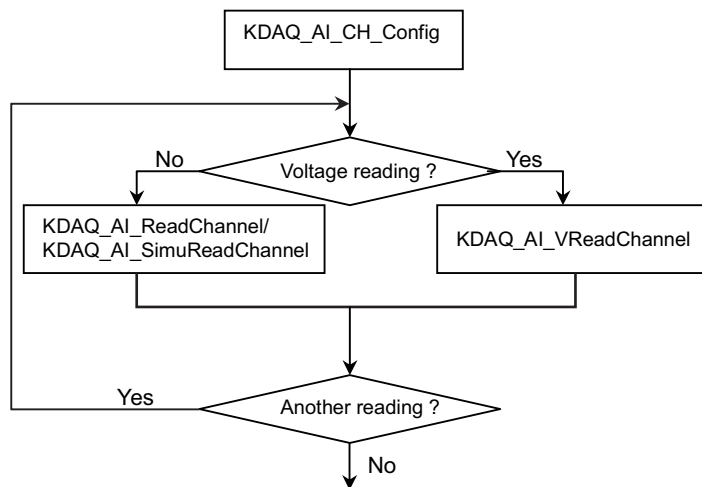 KDAQ_AI_CH_Config
No
Voltage reading ?
Yes
KDAQ_AI_ReadChannel/
KDAQ_AI_SimuReadChannel
KDAQ_AI_VReadChannel
Yes
Another reading ?
No